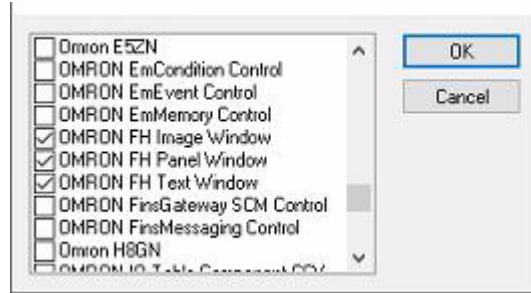 Omron E5ZN
OMRON EmCondition Control
OMRON EmEvent Control
OMRON EmMemory Control
OMRON FH Image Window
OMRON FH Panel Window
OMRON FH Text Window
OMRON FinsGateway SCM Control
OMRON FinsMessaging Control
Omron H8GN
OK
Cancel